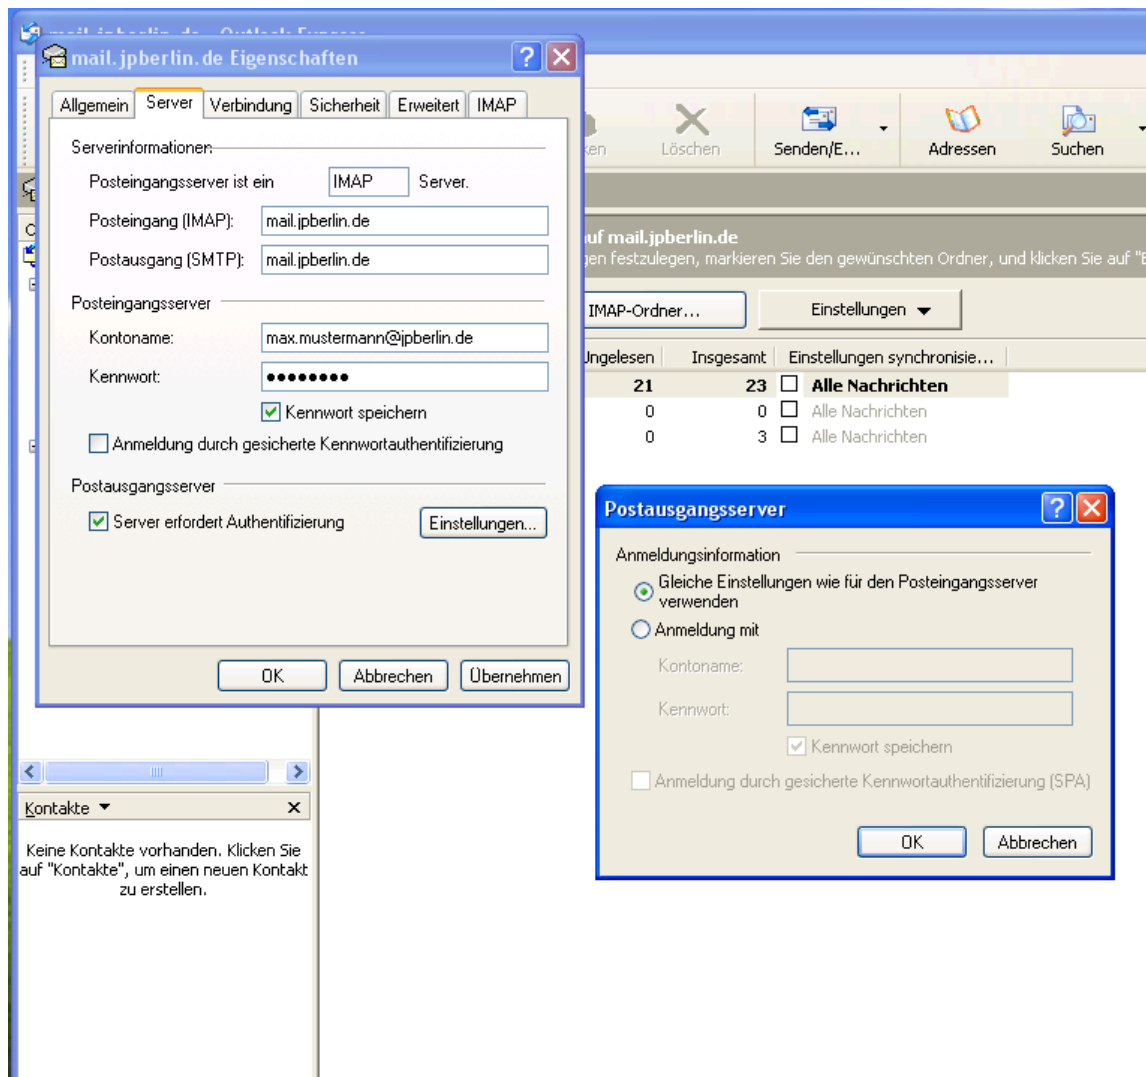 mail.jpberlin.de - Outlook Express
mail.jpberlin.de Eigenschaften
Allgemein Server Verbindung Sicherheit Erweitert IMAP
Serverinformationen
Posteingangsserver ist ein IMAP Server.
Posteingang (IMAP): mail.jpberlin.de
Postausgang (SMTP): mail.jpberlin.de
Posteingangsserver
Kontoname: max.mustermann@jpberlin.de
Kennwort: ●●●●●●●●
Kennwort speichern
Anmeldung durch gesicherte Kennwortauthentifizierung
Postausgangsserver
Server erfordert Authentifizierung Einstellungen...
OK Abbrechen Übernehmen
Löschen Senden/E... Adressen Suchen
auf mail.jpberlin.de
festzulegen, markieren Sie den gewünschten Ordner, und klicken Sie auf "E
IMAP-Ordner... Einstellungen
Ungelesen Insgesamt Einstellungen synchronisie...
21 23 Alle Nachrichten
0 0 Alle Nachrichten
0 3 Alle Nachrichten
Postausgangsserver
Anmeldungsinformation
Gleiche Einstellungen wie für den Posteingangsserver
verwenden
Anmeldung mit
Kontoname:
Kennwort:
Kennwort speichern
Anmeldung durch gesicherte Kennwortauthentifizierung (SPA)
OK Abbrechen
Kontakte
Keine Kontakte vorhanden. Klicken Sie
auf "Kontakte", um einen neuen Kontakt
zu erstellen.